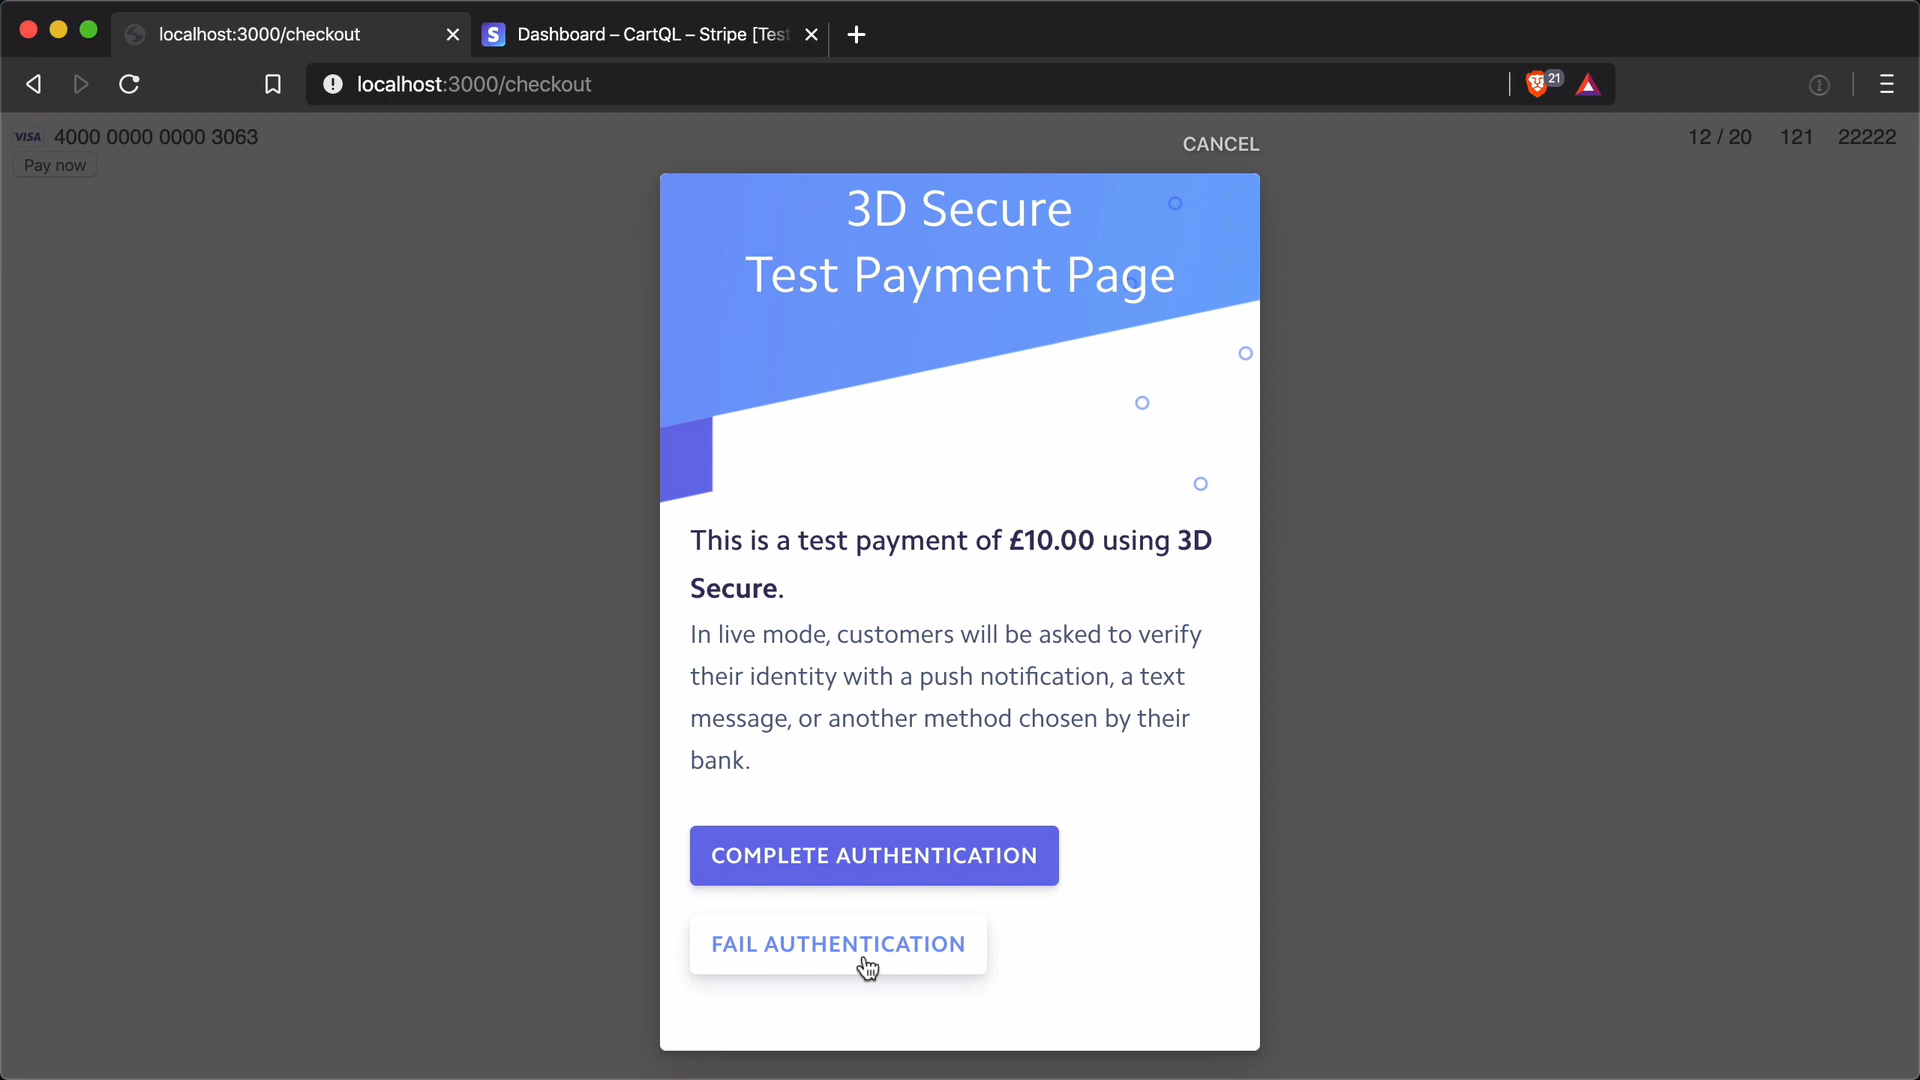 localhost:3000/checkout
S Dashboard – CartQL – Stripe [Test
localhost:3000/checkout
21
VISA 4000 0000 0000 3063 12 / 20 121 22222
Pay now
CANCEL
3D Secure
Test Payment Page
This is a test payment of £10.00 using 3D
Secure.
In live mode, customers will be asked to verify
their identity with a push notification, a text
message, or another method chosen by their
bank.
COMPLETE AUTHENTICATION
FAIL AUTHENTICATION